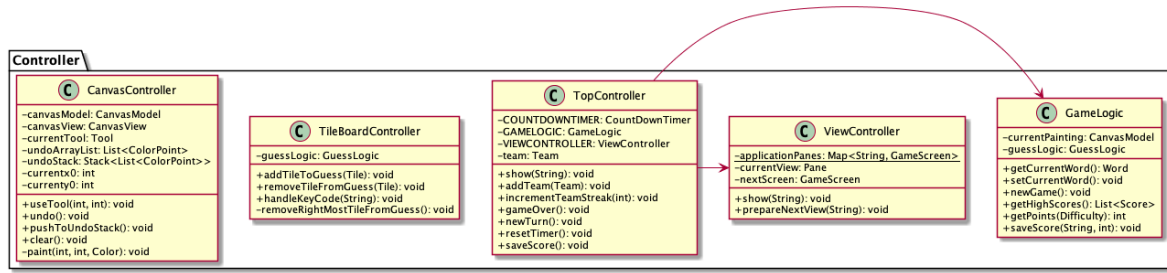 Controller
C CanvasController
-canvasModel: CanvasModel
-canvasView: CanvasView
-currentTool: Tool
-undoArrayList: List<ColorPoint>
-undoStack: Stack<List<ColorPoint>>
-currentx0: int
-currenty0: int
+useTool(int, int): void
+undo(): void
+pushToUndoStack(): void
+clear(): void
-paint(int, int, Color): void
C TileBoardController
-guessLogic: GuessLogic
+addTileToGuess(Tile): void
+removeTileFromGuess(Tile): void
+handleKeyCode(String): void
-removeRightMostTileFromGuess(): void
C TopController
-COUNTDOWNTIMER: CountDownTimer
-GAMELOGIC: GameLogic
-VIEWCONTROLLER: ViewController
-team: Team
+show(String): void
+addTeam(Team): void
+incrementTeamStreak(int): void
+gameOver(): void
+newTurn(): void
+resetTimer(): void
+saveScore(): void
C ViewController
-applicationPanes: Map<String, GameScreen>
-currentView: Pane
-nextScreen: GameScreen
+show(String): void
+prepareNextView(String): void
C GameLogic
-currentPainting: CanvasModel
-guessLogic: GuessLogic
+getCurrentWord(): Word
+setCurrentWord(): void
+newGame(): void
+getHighScores(): List<Score>
+getPoints(Difficulty): int
+saveScore(String, int): void